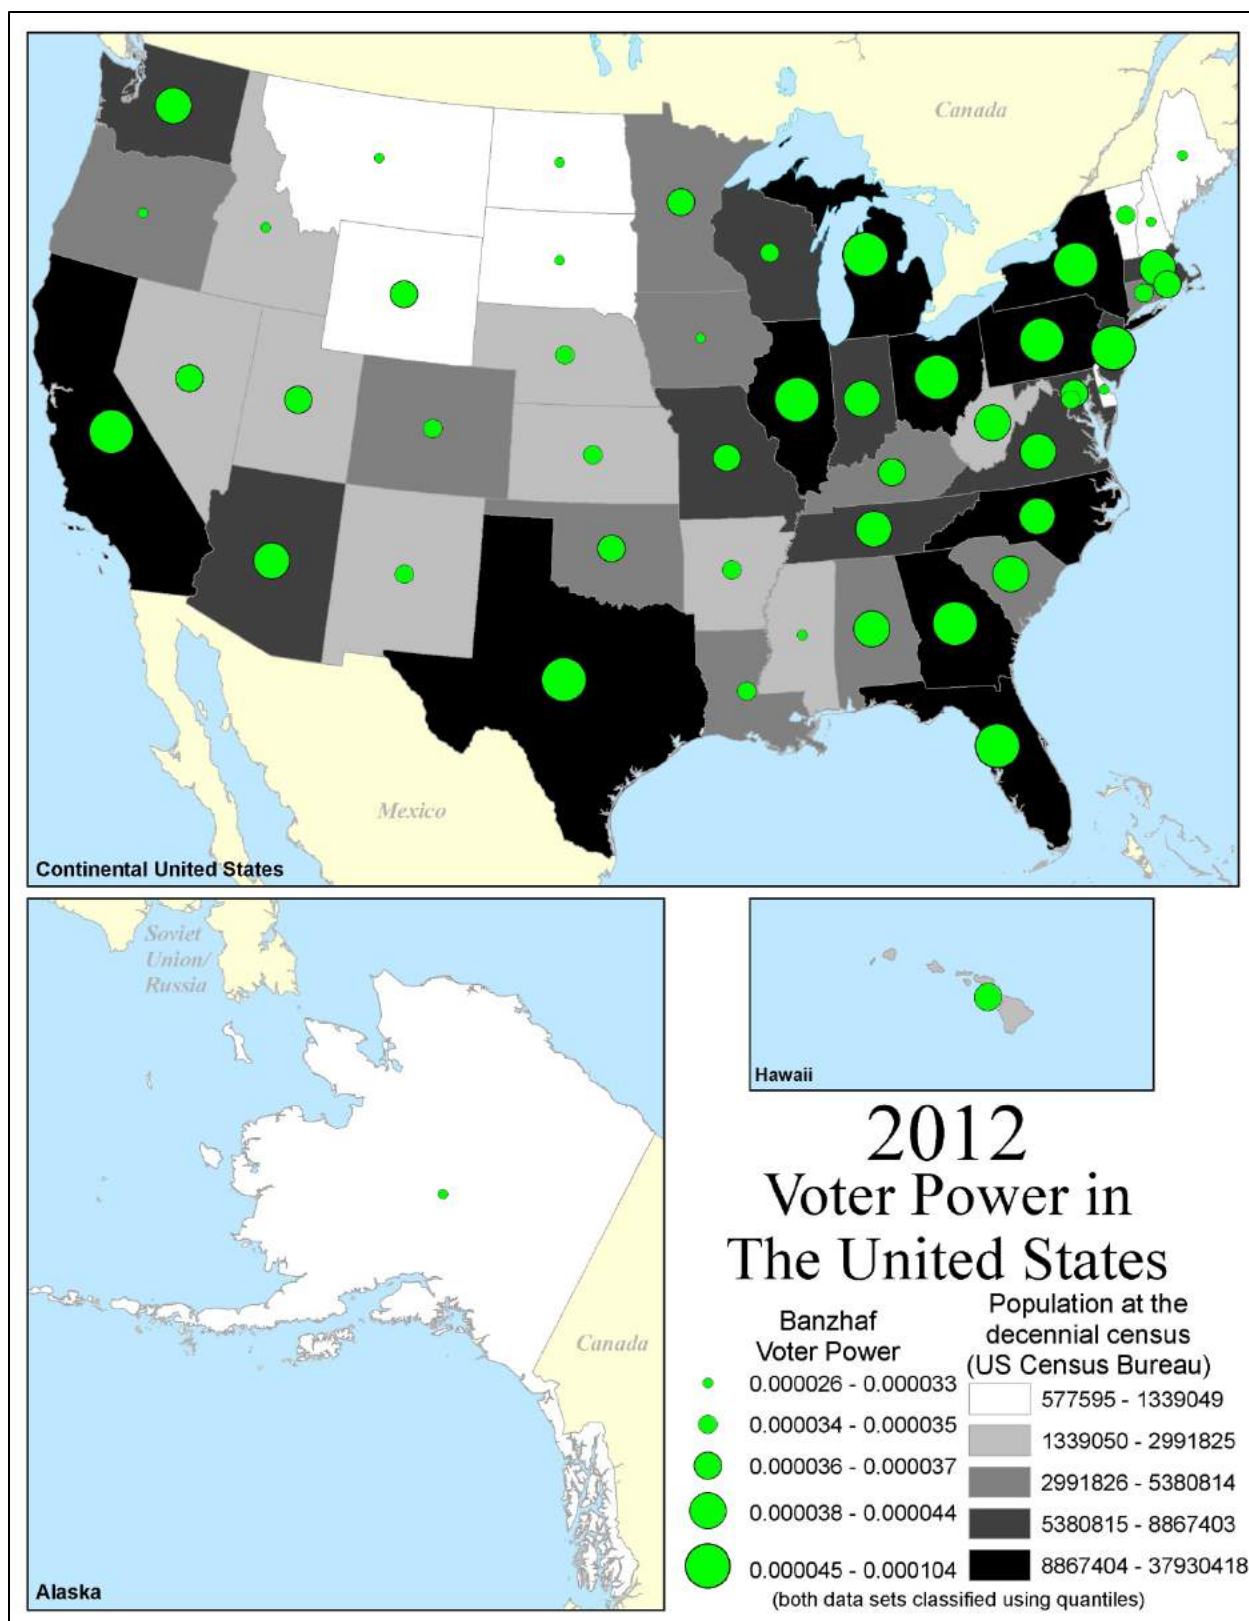 Canada
Mexico
Continental United States
Soviet
Union/
Russia
Canada
Alaska
Hawaii
2012
Voter Power in
The United States
Banzhaf
Voter Power
0.000026 - 0.000033
0.000034 - 0.000035
0.000036 - 0.000037
0.000038 - 0.000044
0.000045 - 0.000104
Population at the
decennial census
(US Census Bureau)
577595 - 1339049
1339050 - 2991825
2991826 - 5380814
5380815 - 8867403
8867404 - 37930418
(both data sets classified using quantiles)